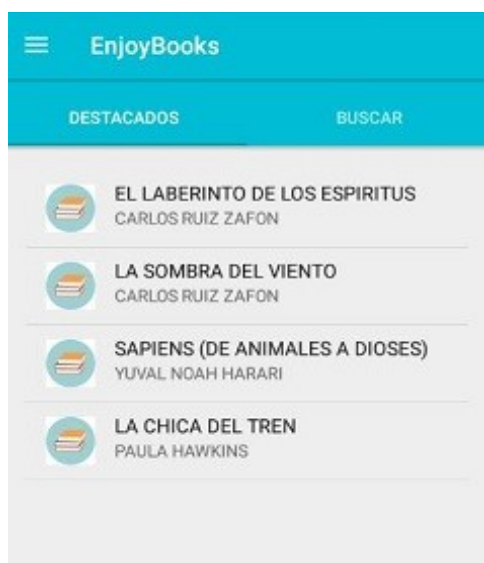 EnjoyBooks
DESTACADOS BUSCAR
EL LABERINTO DE LOS ESPIRITUS
CARLOS RUIZ ZAFON
LA SOMBRA DEL VIENTO
CARLOS RUIZ ZAFON
SAPIENS (DE ANIMALES A DIOSES)
YUVAL NOAH HARARI
LA CHICA DEL TREN
PAULA HAWKINS